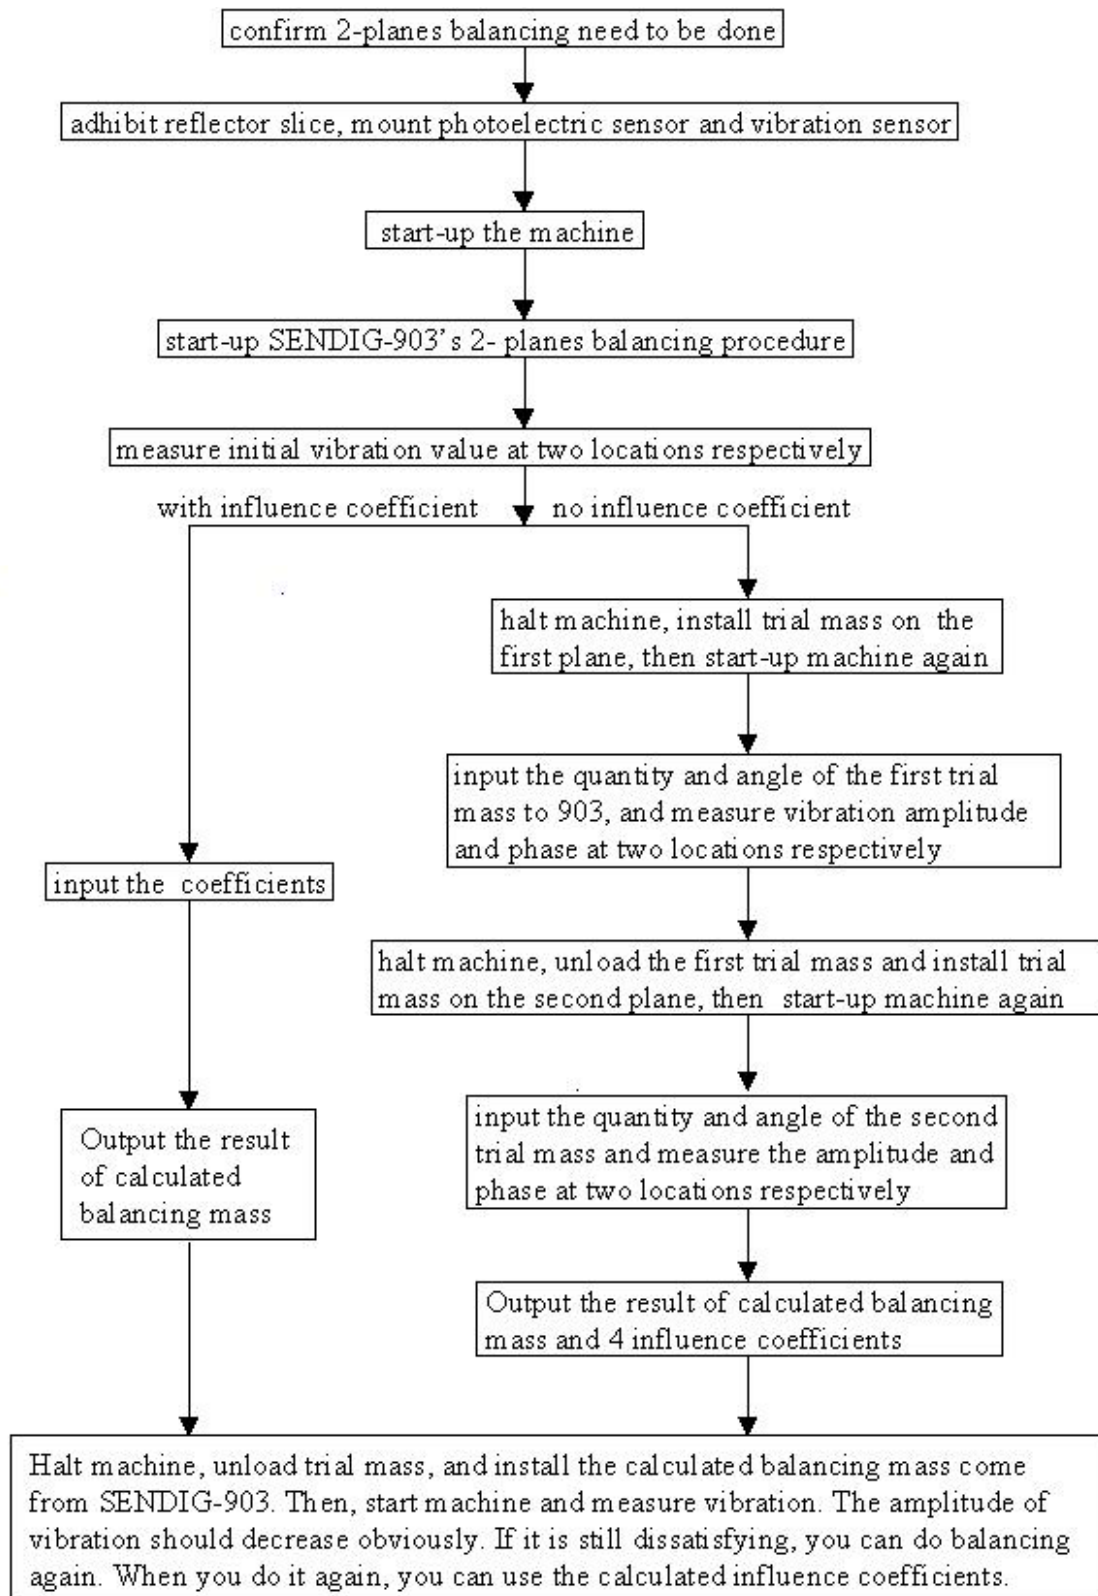 confirm 2-planes balancing need to be done
adhibit reflector slice, mount photoelectric sensor and vibration sensor
start-up the machine
start-up SENDIG-903's 2- planes balancing procedure
measure initial vibration value at two locations respectively
with influence coefficient
no influence coefficient
halt machine, install trial mass on the
first plane, then start-up machine again
input the quantity and angle of the first trial
mass to 903, and measure vibration amplitude
and phase at two locations respectively
input the coefficients
halt machine, unload the first trial mass and install trial
mass on the second plane, then start-up machine again
input the quantity and angle of the second
trial mass and measure the amplitude and
phase at two locations respectively
Output the result
of calculated
balancing mass
Output the result of calculated balancing
mass and 4 influence coefficients
Halt machine, unload trial mass, and install the calculated balancing mass come
from SENDIG-903. Then, start machine and measure vibration. The amplitude of
vibration should decrease obviously. If it is still dissatisfying, you can do balancing
again. When you do it again, you can use the calculated influence coefficients.